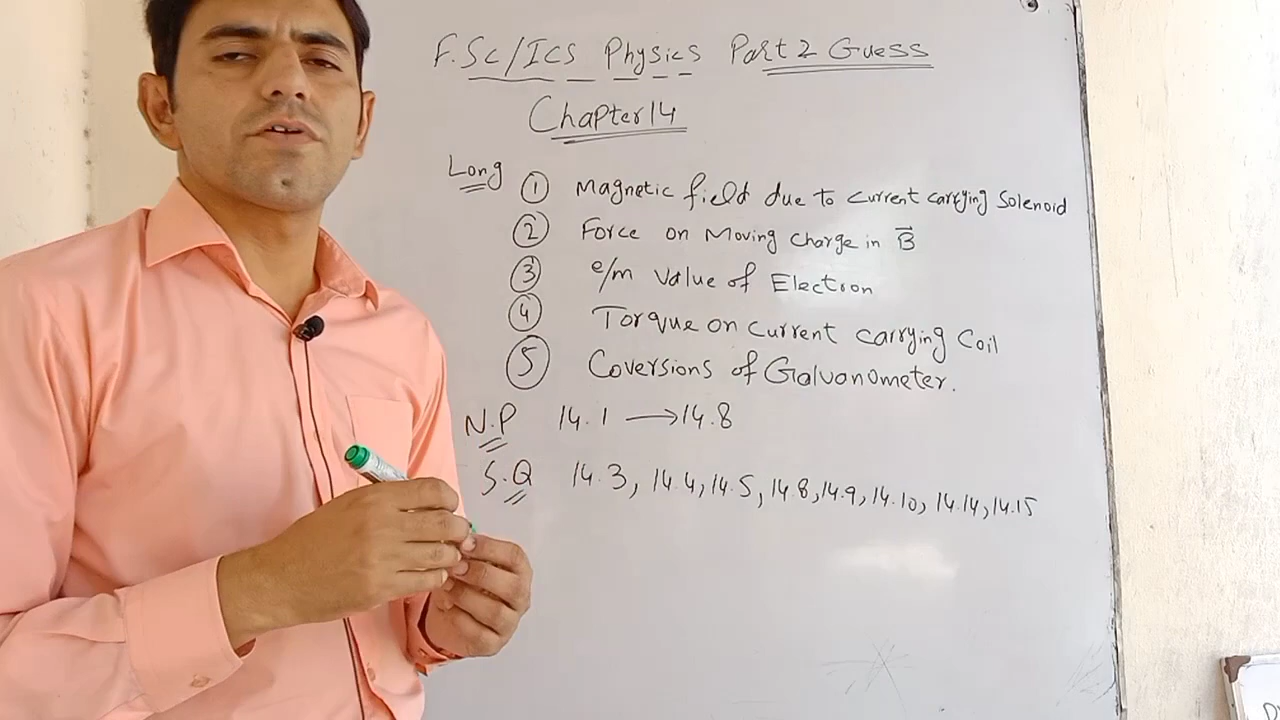 F.Sc/ICS Physics Part 2 Guess
Chapter 14
Long
① Magnetic field due to current carrying Solenoid
② Force on Moving Charge in B⃗
③ e/m Value of Electron
④ Torque on current carrying Coil
⑤ Coversions of Galvanometer.
N.P 14.1 → 14.8
S.Q 14.3, 14.4, 14.5, 14.8, 14.9, 14.10, 14.14, 14.15